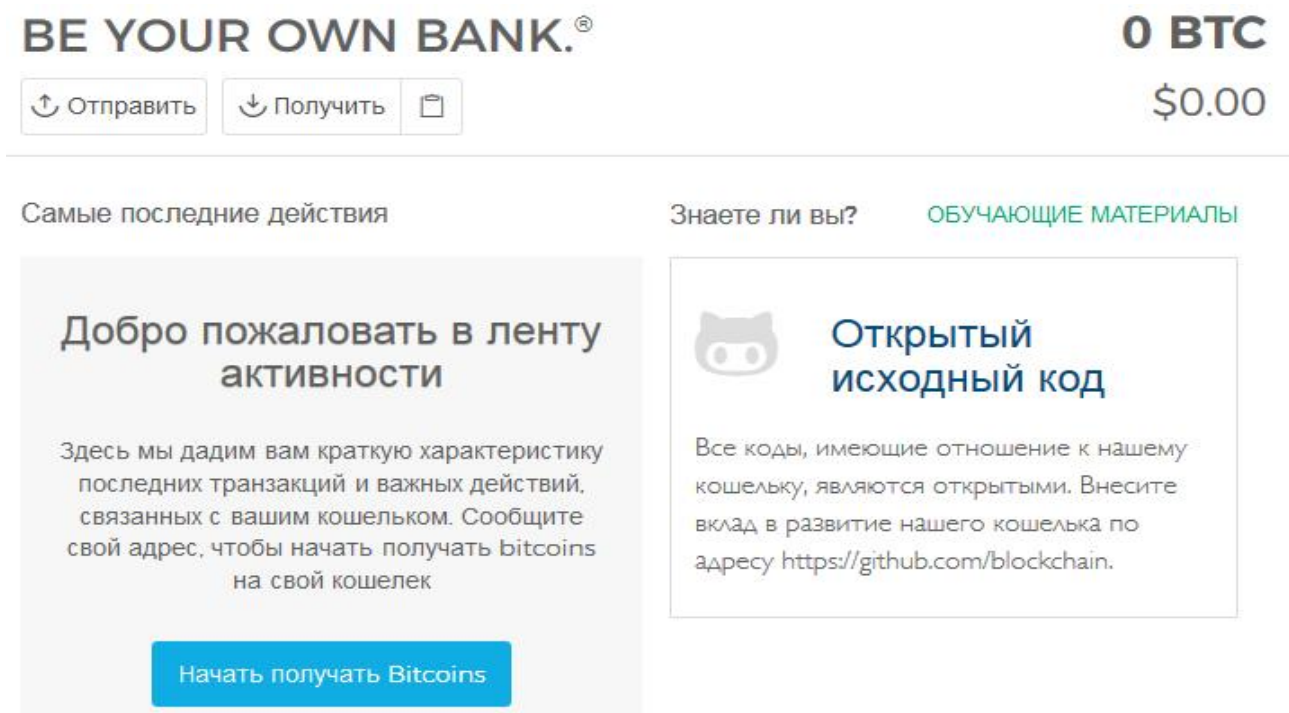 BE YOUR OWN BANK.®
0 BTC
$0.00
Отправить
Получить
Самые последние действия
Добро пожаловать в ленту
активности
Здесь мы дадим вам краткую характеристику
последних транзакций и важных действий,
связанных с вашим кошельком. Сообщите
свой адрес, чтобы начать получать bitcoins
на свой кошелек
Начать получать Bitcoins
Знаете ли вы?
ОБУЧАЮЩИЕ МАТЕРИАЛЫ
Открытый
исходный код
Все коды, имеющие отношение к нашему
кошельку, являются открытыми. Внесите
вклад в развитие нашего кошелька по
адресу https://github.com/blockchain.